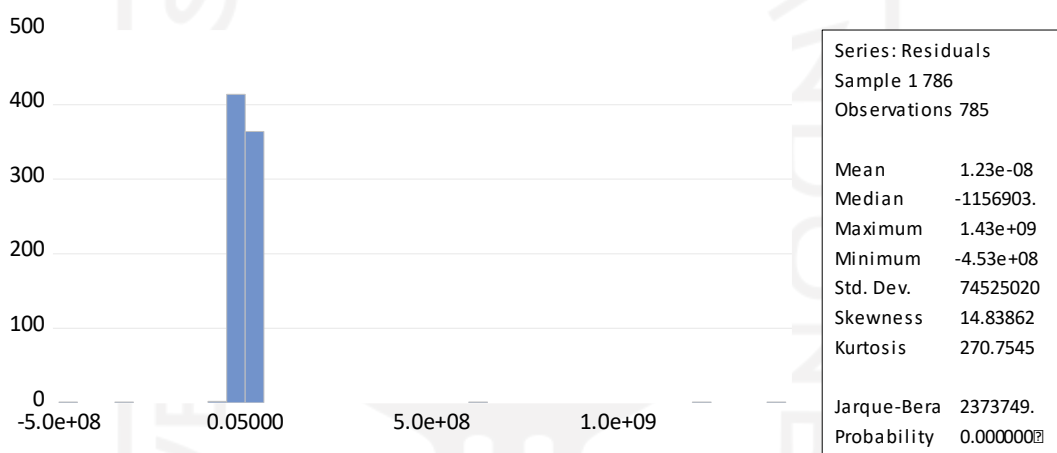 500
400
300
200
100
0
-5.0e+08 0.05000 5.0e+08 1.0e+09
Series: Residuals
Sample 1 786
Observations 785
Mean 1.23e-08
Median -1156903.
Maximum 1.43e+09
Minimum -4.53e+08
Std. Dev. 74525020
Skewness 14.83862
Kurtosis 270.7545
Jarque-Bera 2373749.
Probability 0.000000